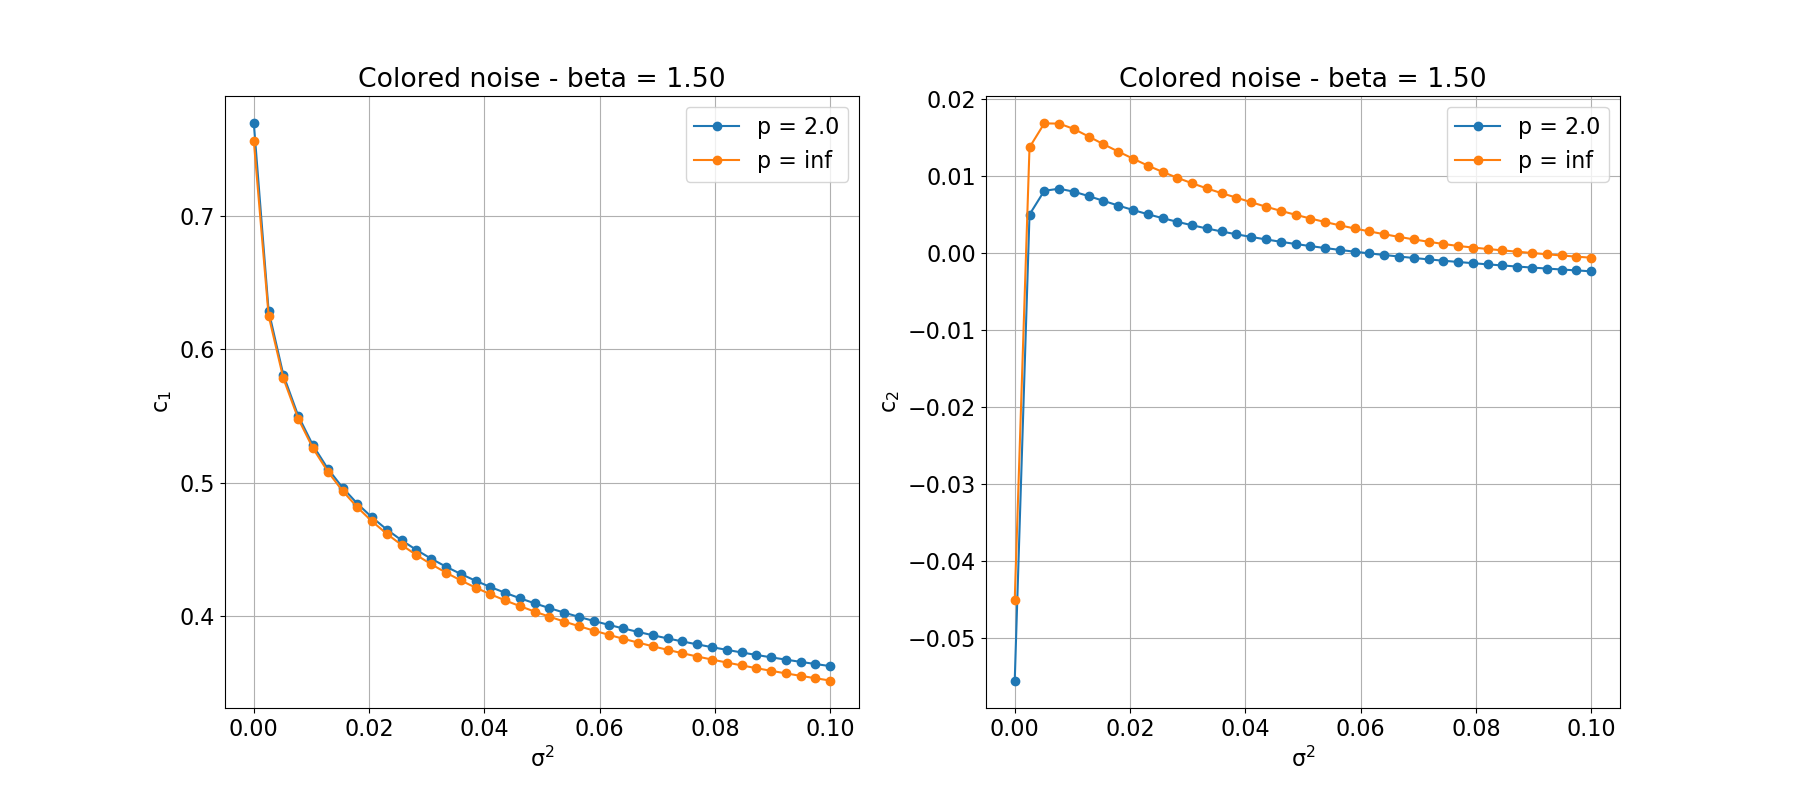 Colored noise - beta = 1.50
p = 2.0
p = inf
0.7
0.6
0.5
0.4
c₁
0.00 0.02 0.04 0.06 0.08 0.10
σ²
Colored noise - beta = 1.50
p = 2.0
p = inf
0.02
0.01
0.00
−0.01
−0.02
−0.03
−0.04
−0.05
c₂
0.00 0.02 0.04 0.06 0.08 0.10
σ²